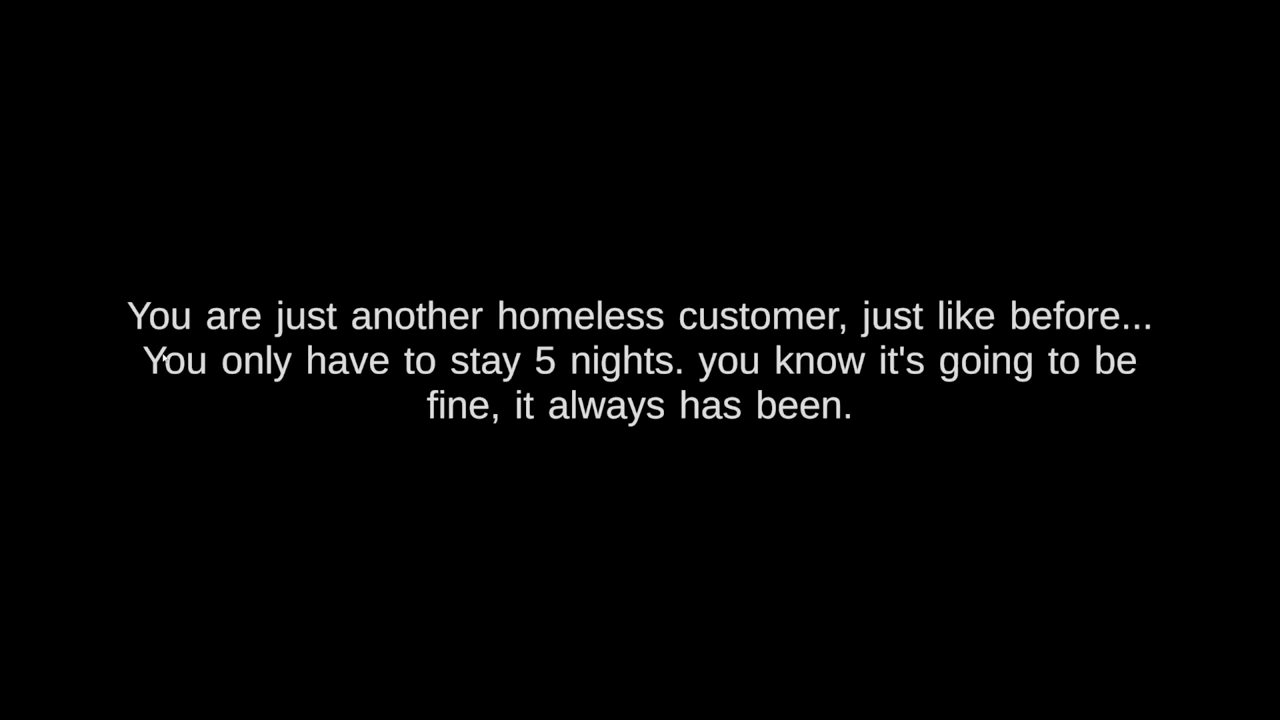 You are just another homeless customer, just like before...
You only have to stay 5 nights. you know it's going to be
fine, it always has been.